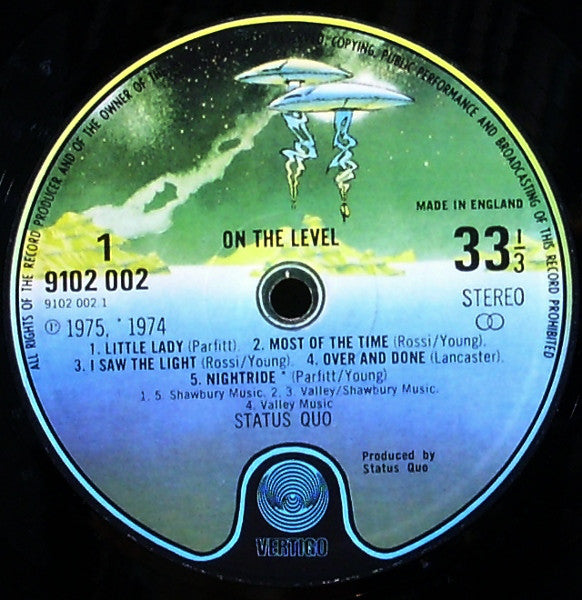 ALL RIGHTS OF THE RECORD PRODUCER AND OF THE OWNER OF
COPYING, PUBLIC PERFORMANCE AND BROADCASTING OF THIS RECORD PROHIBITED
MADE IN ENGLAND
1
ON THE LEVEL
33 1/3
9102 002
9102 002 1
STEREO
Ⓟ 1975, * 1974
1. LITTLE LADY (Parfitt). 2. MOST OF THE TIME (Rossi/Young).
3. I SAW THE LIGHT (Rossi/Young). 4. OVER AND DONE (Lancaster).
5. NIGHTRIDE * (Parfitt/Young)
1. 5. Shawbury Music. 2. 3. Valley/Shawbury Music.
4. Valley Music
STATUS QUO
Produced by
Status Quo
VERTIGO